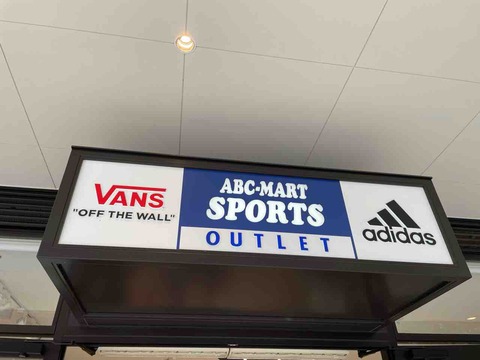 VANS
"OFF THE WALL"
ABC-MART
SPORTS
OUTLET
adidas